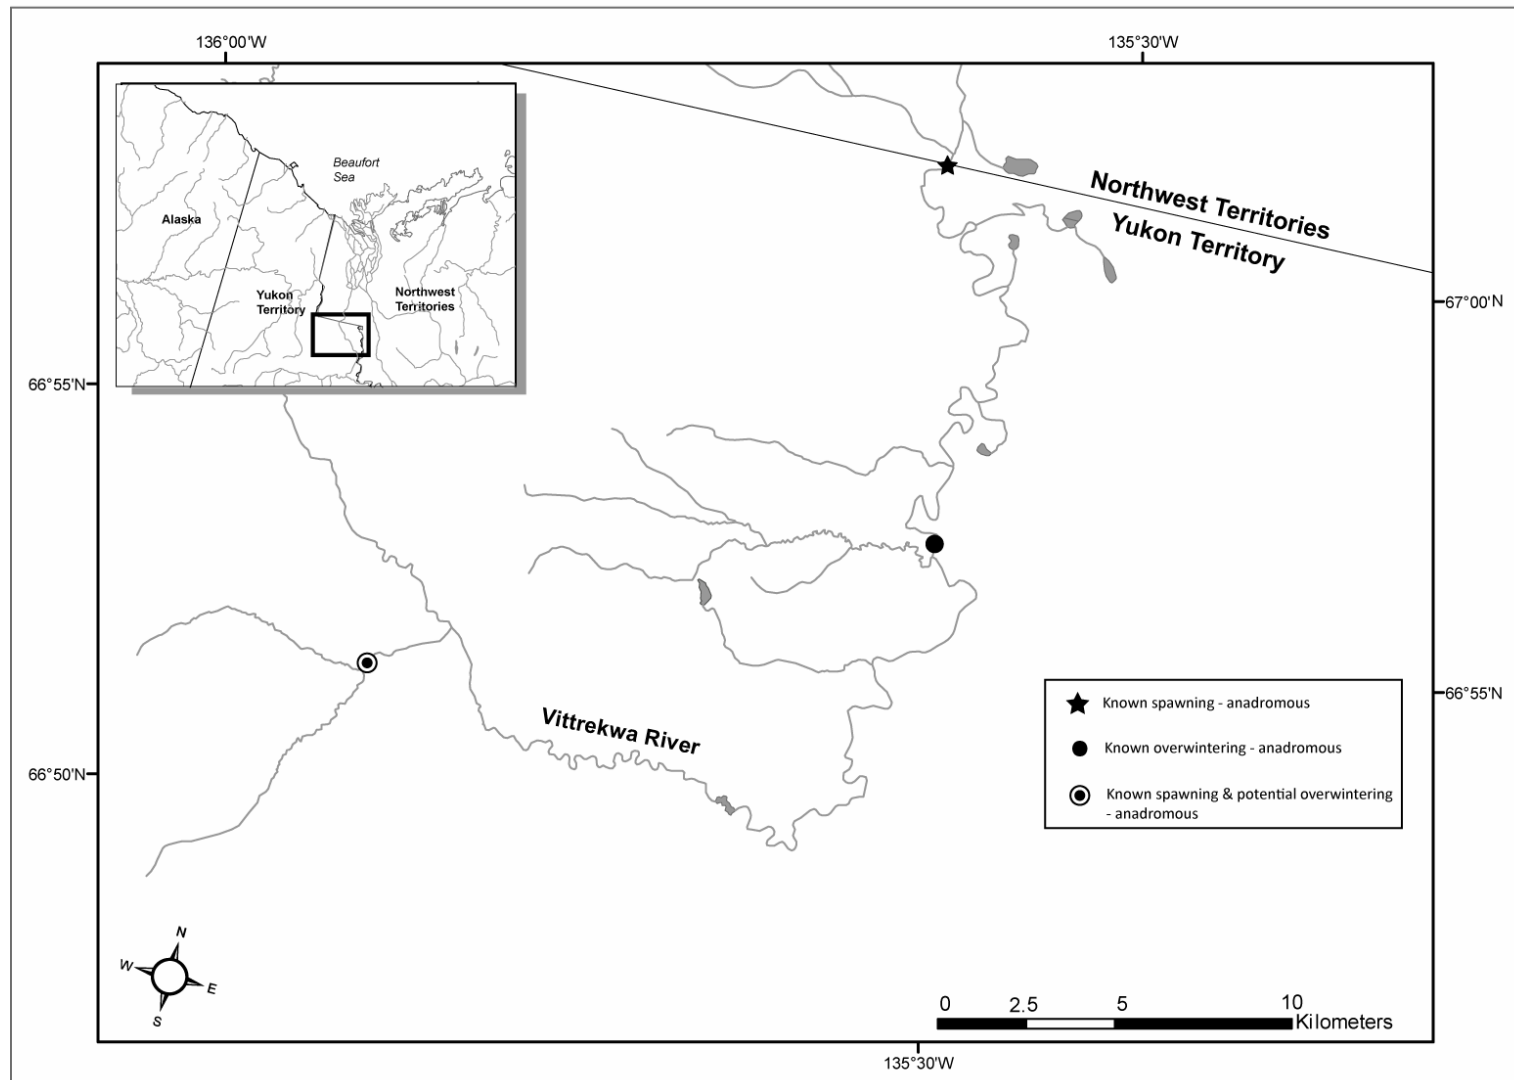 136°00'W
135°30'W
Beaufort
Sea
Alaska
Yukon
Territory
Northwest
Territories
Northwest Territories
Yukon Territory
67°00'N
66°55'N
66°55'N
66°50'N
Vittrekwa River
Known spawning - anadromous
Known overwintering - anadromous
Known spawning & potential overwintering
- anadromous
N
W
E
S
0 2.5 5 10
Kilometers
135°30'W